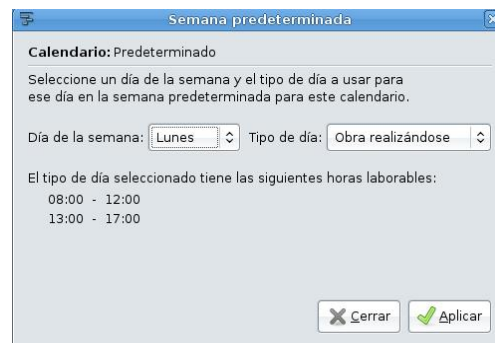 Semana predeterminada
Calendario: Predeterminado
Seleccione un día de la semana y el tipo de día a usar para
ese día en la semana predeterminada para este calendario.
Día de la semana: Lunes Tipo de día: Obra realizándose
El tipo de día seleccionado tiene las siguientes horas laborables:
08:00 - 12:00
13:00 - 17:00
Cerrar Aplicar